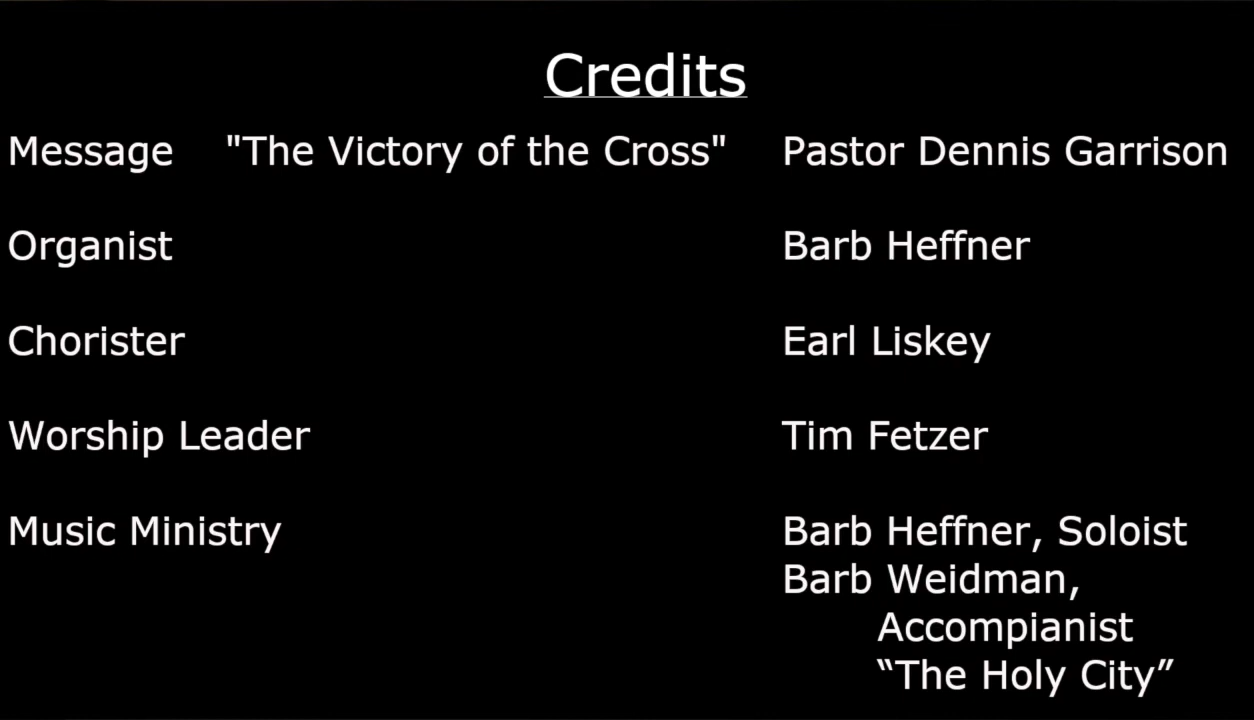 Credits
Message "The Victory of the Cross" Pastor Dennis Garrison
Organist Barb Heffner
Chorister Earl Liskey
Worship Leader Tim Fetzer
Music Ministry Barb Heffner, Soloist
Barb Weidman,
Accompianist
“The Holy City”